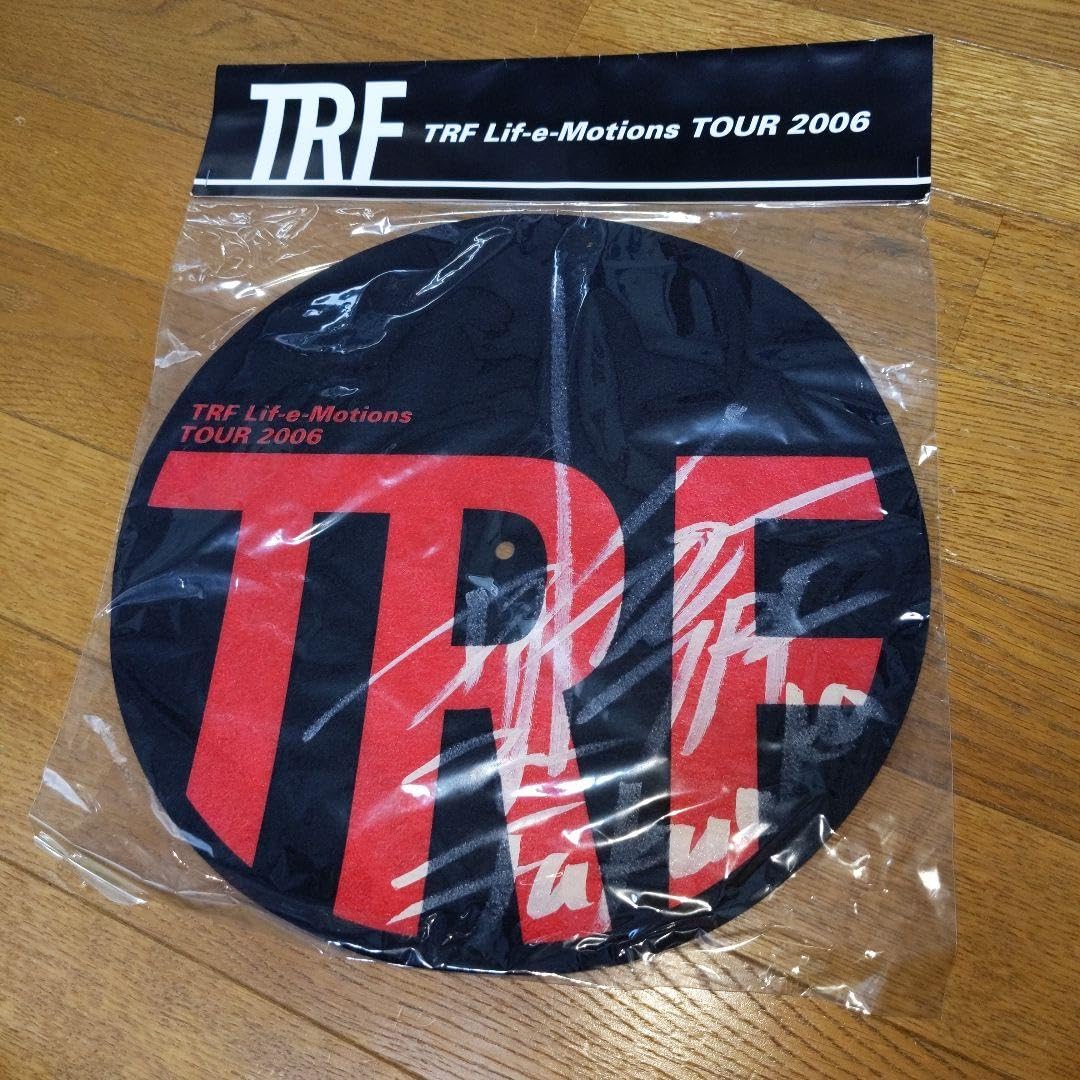 TRF
TRF Lif-e-Motions TOUR 2006
TRF Lif-e-Motions
TOUR 2006
TRF